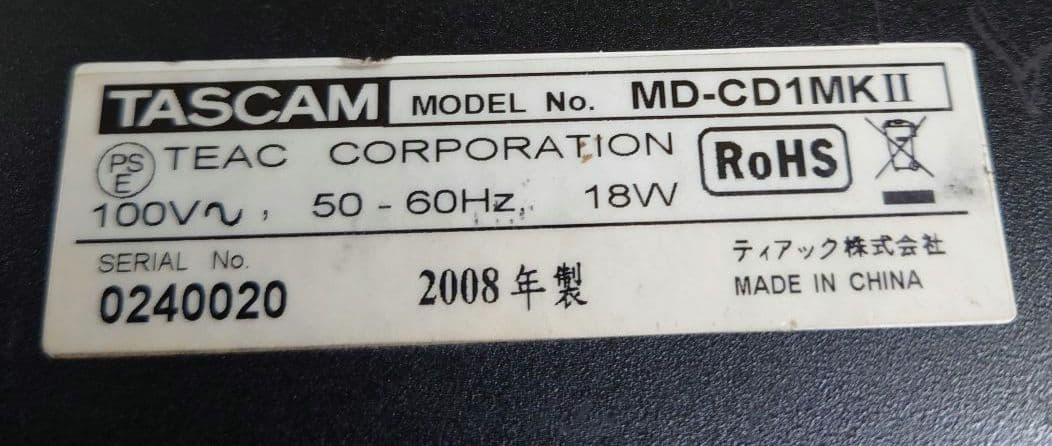 TASCAM MODEL No. MD-CD1MKII
PSE TEAC CORPORATION RoHS
100V~, 50 - 60Hz, 18W
SERIAL No.
0240020
2008年製
ティアック株式会社
MADE IN CHINA